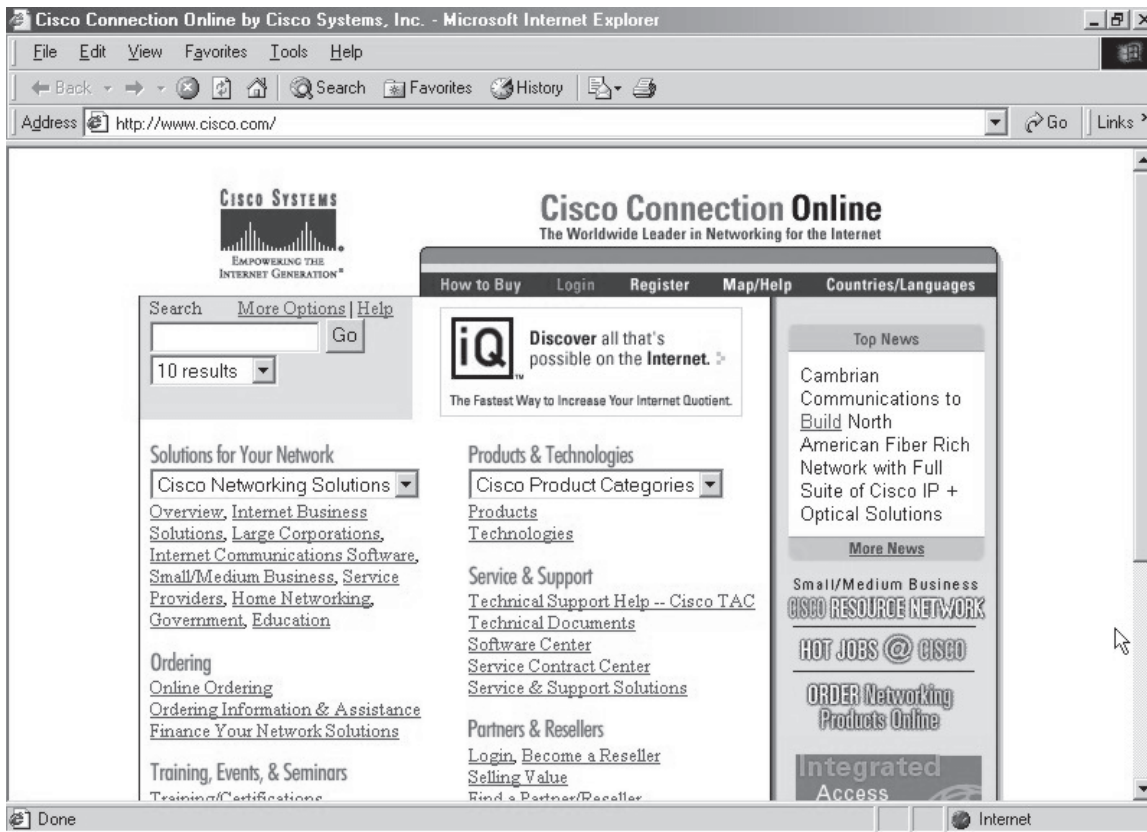 Cisco Connection Online by Cisco Systems, Inc. - Microsoft Internet Explorer
File Edit View Favorites Tools Help
Back Search Favorites History
Address http://www.cisco.com/ Go Links
CISCO SYSTEMS
EMPOWERING THE
INTERNET GENERATION
Cisco Connection Online
The Worldwide Leader in Networking for the Internet
How to Buy Login Register Map/Help Countries/Languages
Search More Options | Help
Go
10 results
iQ™
Discover all that's
possible on the Internet.
The Fastest Way to Increase Your Internet Quotient.
Solutions for Your Network
Cisco Networking Solutions
Overview, Internet Business
Solutions, Large Corporations,
Internet Communications Software,
Small/Medium Business, Service
Providers, Home Networking,
Government, Education
Ordering
Online Ordering
Ordering Information & Assistance
Finance Your Network Solutions
Training, Events, & Seminars
Training/Certifications
Products & Technologies
Cisco Product Categories
Products
Technologies
Service & Support
Technical Support Help -- Cisco TAC
Technical Documents
Software Center
Service Contract Center
Service & Support Solutions
Partners & Resellers
Login, Become a Reseller
Selling Value
Find a Partner/Reseller
Top News
Cambrian
Communications to
Build North
American Fiber Rich
Network with Full
Suite of Cisco IP +
Optical Solutions
More News
Small/Medium Business
CISCO RESOURCE NETWORK
HOT JOBS @ CISCO
ORDER Networking
Products Online
Integrated
Access
Done Internet